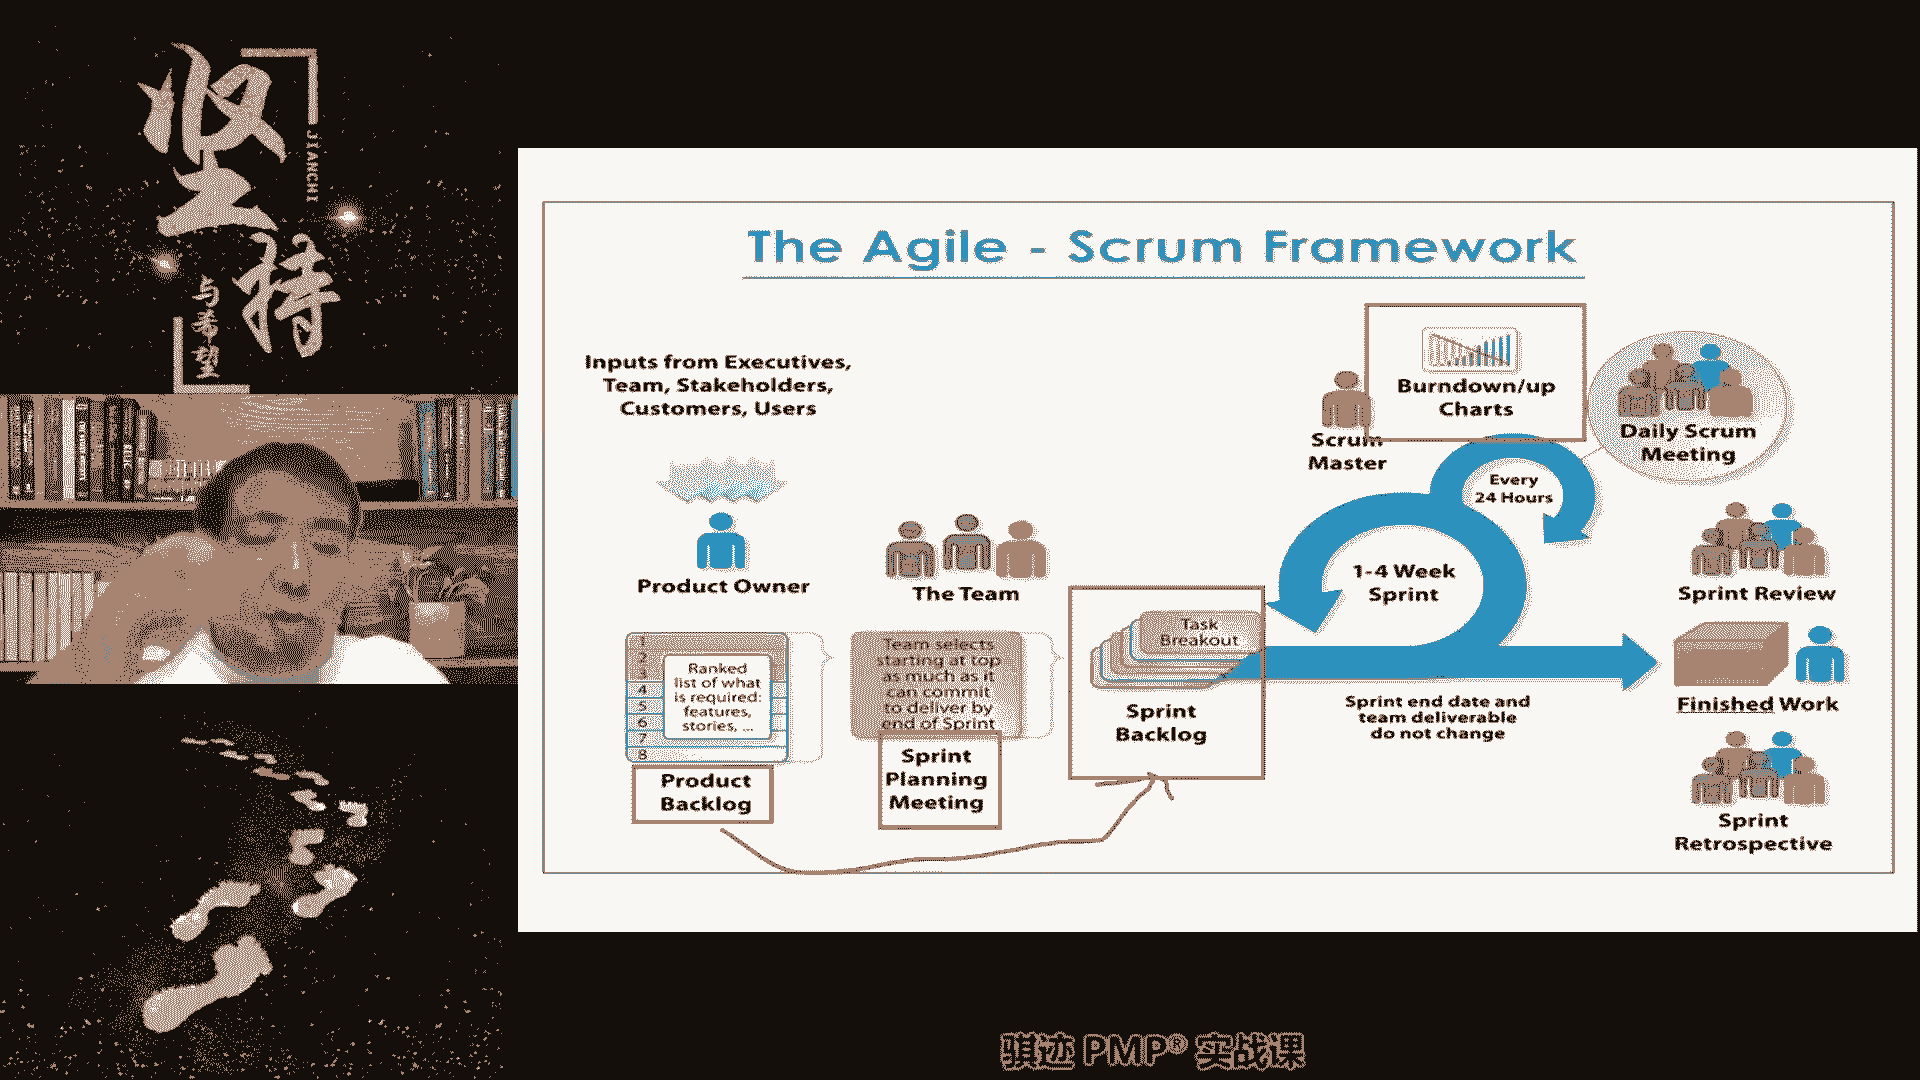 坚持
JIANCHI
与希望
The Agile - Scrum Framework
Inputs from Executives,
Team, Stakeholders,
Customers, Users
Product Owner
The Team
1
2
3
4
5
6
7
8
Ranked
list of what
is required:
features,
stories, ...
Product
Backlog
Team selects
starting at top
as much as it
can commit
to deliver by
end of Sprint
Sprint
Planning
Meeting
Task
Breakout
Sprint
Backlog
Scrum
Master
Burndown/up
Charts
Daily Scrum
Meeting
Every
24 Hours
1-4 Week
Sprint
Sprint end date and
team deliverable
do not change
Sprint Review
Finished Work
Sprint
Retrospective
骐迹 PMP® 实战课